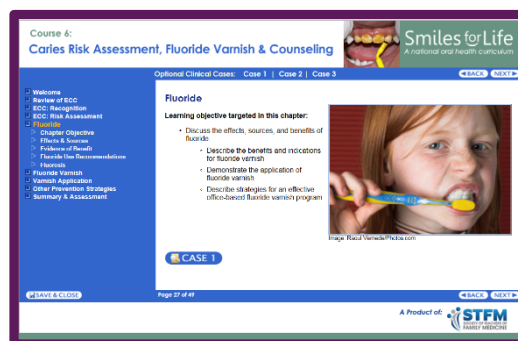 Course 6:
Caries Risk Assessment, Fluoride Varnish & Counseling
Smiles for Life
A national oral health curriculum
Optional Clinical Cases: Case 1 | Case 2 | Case 3
◄BACK NEXT►
Welcome
Review of ECC
ECC: Recognition
ECC: Risk Assessment
Fluoride
Chapter Objective
Effects & Sources
Evidence of Benefit
Fluoride Use Recommendations
Fluorosis
Fluoride Varnish
Varnish Application
Other Prevention Strategies
Summary & Assessment
Fluoride
Learning objective targeted in this chapter:
• Discuss the effects, sources, and benefits of
fluoride
◦ Describe the benefits and indications
for fluoride varnish
◦ Demonstrate the application of
fluoride varnish
◦ Describe strategies for an effective
office-based fluoride varnish program
Image: Raoul Vernede/Photos.com
CASE 1
SAVE & CLOSE
Page 27 of 49
◄BACK NEXT►
A Product of:
STFM
SOCIETY OF TEACHERS OF
FAMILY MEDICINE